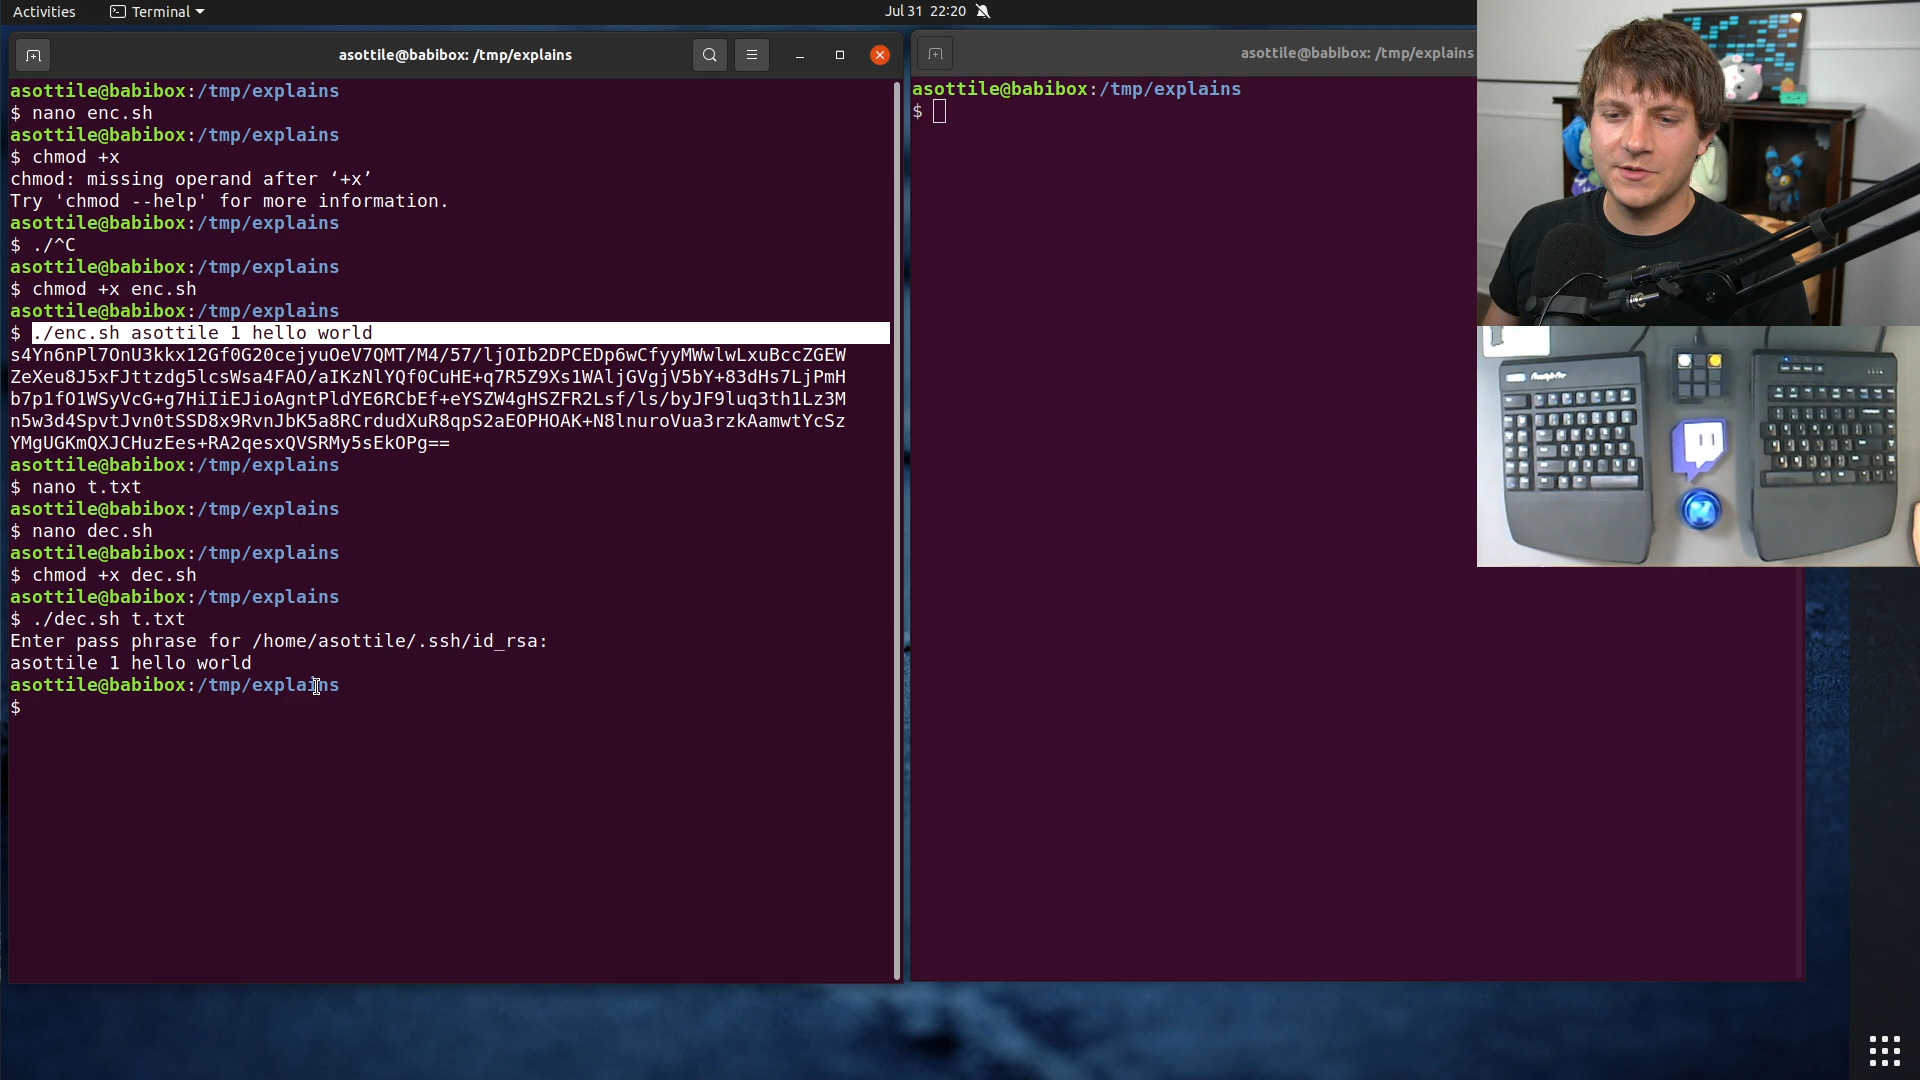 Activities
Terminal
Jul 31 22:20
asottile@babibox: /tmp/explains
asottile@babibox:/tmp/explains
$ nano enc.sh
asottile@babibox:/tmp/explains
$ chmod +x
chmod: missing operand after ‘+x’
Try 'chmod --help' for more information.
asottile@babibox:/tmp/explains
$ ./^C
asottile@babibox:/tmp/explains
$ chmod +x enc.sh
asottile@babibox:/tmp/explains
$ ./enc.sh asottile 1 hello world
s4Yn6nPl7OnU3kkx12Gf0G20cejyuOeV7QMT/M4/57/ljOIb2DPCEDp6wCfyyMWwlwLxuBccZGEW
ZeXeu8J5xFJttzdg5lcsWsa4FAO/aIKzNlYQf0CuHE+q7R5Z9Xs1WAljGVgjV5bY+83dHs7LjPmH
b7p1fO1WSyVcG+g7HiIiEJioAgntPldYE6RCbEf+eYSZW4gHSZFR2Lsf/ls/byJF9luq3th1Lz3M
n5w3d4SpvtJvn0tSSD8x9RvnJbK5a8RCrdudXuR8qpS2aEOPHOAK+N8lnuroVua3rzkAamwtYcSz
YMgUGKmQXJCHuzEes+RA2qesxQVSRMy5sEkOPg==
asottile@babibox:/tmp/explains
$ nano t.txt
asottile@babibox:/tmp/explains
$ nano dec.sh
asottile@babibox:/tmp/explains
$ chmod +x dec.sh
asottile@babibox:/tmp/explains
$ ./dec.sh t.txt
Enter pass phrase for /home/asottile/.ssh/id_rsa:
asottile 1 hello world
asottile@babibox:/tmp/explains
$
asottile@babibox: /tmp/explains
asottile@babibox:/tmp/explains
$